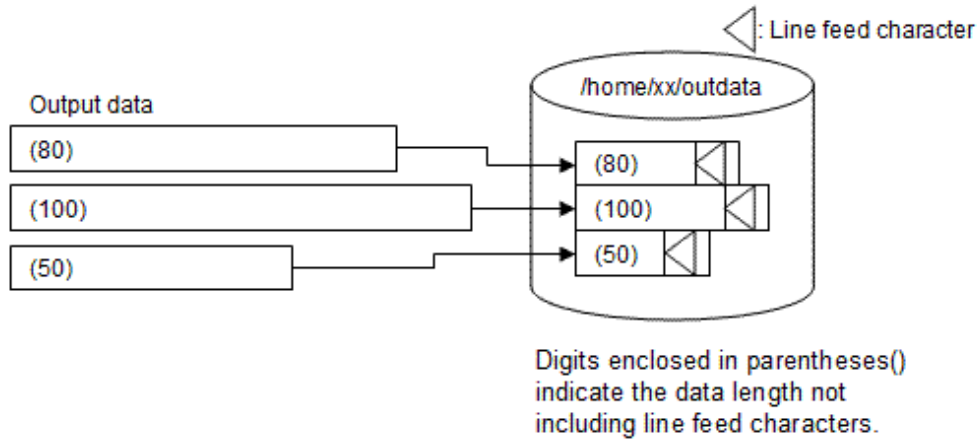 : Line feed character
/home/xx/outdata
Output data
(80)
(100)
(50)
(80)
(100)
(50)
Digits enclosed in parentheses()
indicate the data length not
including line feed characters.